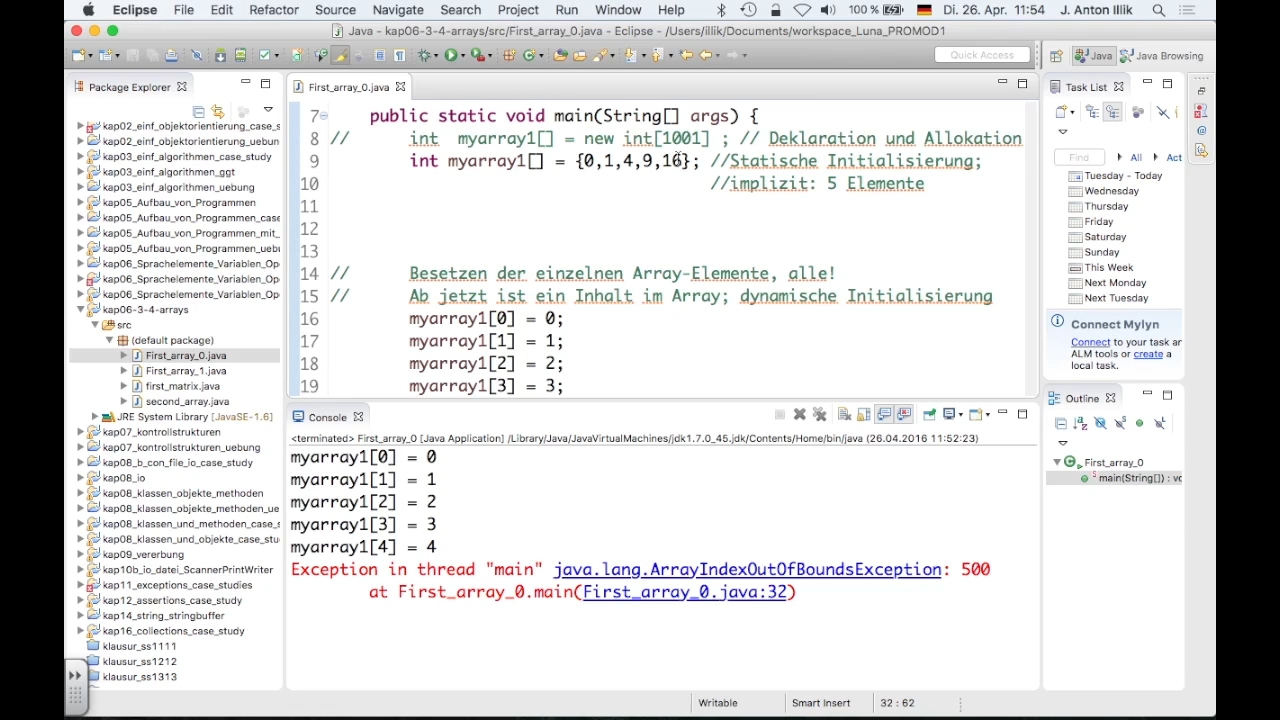 Eclipse File Edit Refactor Source Navigate Search Project Run Window Help 100 % Di. 26. Apr. 11:54 J. Anton Illik
Java - kap06-3-4-arrays/src/First_array_0.java - Eclipse - /Users/illik/Documents/workspace_Luna_PROMOD1
Quick Access Java Java Browsing
Package Explorer
kap02_einf_objektorientierung_case_s
kap02_einf_objektorientierung_uebung
kap03_einf_algorithmen_case_study
kap03_einf_algorithmen_ggt
kap03_einf_algorithmen_uebung
kap05_Aufbau_von_Programmen
kap05_Aufbau_von_Programmen_case
kap05_Aufbau_von_Programmen_mit_
kap05_Aufbau_von_Programmen_uebu
kap06_Sprachelemente_Variablen_Ope
kap06_Sprachelemente_Variablen_Ope
kap06_Sprachelemente_Variablen_Ope
kap06-3-4-arrays
src
(default package)
First_array_0.java
First_array_1.java
first_matrix.java
second_array.java
JRE System Library [JavaSE-1.6]
kap07_kontrollstrukturen
kap07_kontrollstrukturen_uebung
kap08_b_con_file_io_case_study
kap08_io
kap08_klassen_objekte_methoden
kap08_klassen_objekte_methoden_ue
kap08_klassen_und_methoden_case_s
kap08_klassen_und_objekte_case_stu
kap09_vererbung
kap10b_io_datei_ScannerPrintWriter
kap11_exceptions_case_studies
kap12_assertions_case_study
kap14_string_stringbuffer
kap16_collections_case_study
klausur_ss1111
klausur_ss1212
klausur_ss1313
First_array_0.java
7 public static void main(String[] args) {
8 // int myarray1[] = new int[1001] ; // Deklaration und Allokation
9 int myarray1[] = {0,1,4,9,16}; //Statische Initialisierung;
10 //implizit: 5 Elemente
11
12
13
14 // Besetzen der einzelnen Array-Elemente, alle!
15 // Ab jetzt ist ein Inhalt im Array; dynamische Initialisierung
16 myarray1[0] = 0;
17 myarray1[1] = 1;
18 myarray1[2] = 2;
19 myarray1[3] = 3;
Console
<terminated> First_array_0 [Java Application] /Library/Java/JavaVirtualMachines/jdk1.7.0_45.jdk/Contents/Home/bin/java (26.04.2016 11:52:23)
myarray1[0] = 0
myarray1[1] = 1
myarray1[2] = 2
myarray1[3] = 3
myarray1[4] = 4
Exception in thread "main" java.lang.ArrayIndexOutOfBoundsException: 500
at First_array_0.main(First_array_0.java:32)
Task List
Find All Act
Tuesday - Today
Wednesday
Thursday
Friday
Saturday
Sunday
This Week
Next Monday
Next Tuesday
Connect Mylyn
Connect to your task an
ALM tools or create a
local task.
Outline
First_array_0
main(String[]) : vo
Writable Smart Insert 32 : 62